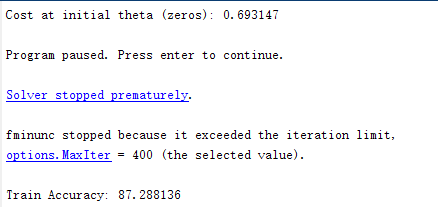 Cost at initial theta (zeros): 0.693147
Program paused. Press enter to continue.
Solver stopped prematurely.
fminunc stopped because it exceeded the iteration limit,
options.MaxIter = 400 (the selected value).
Train Accuracy: 87.288136